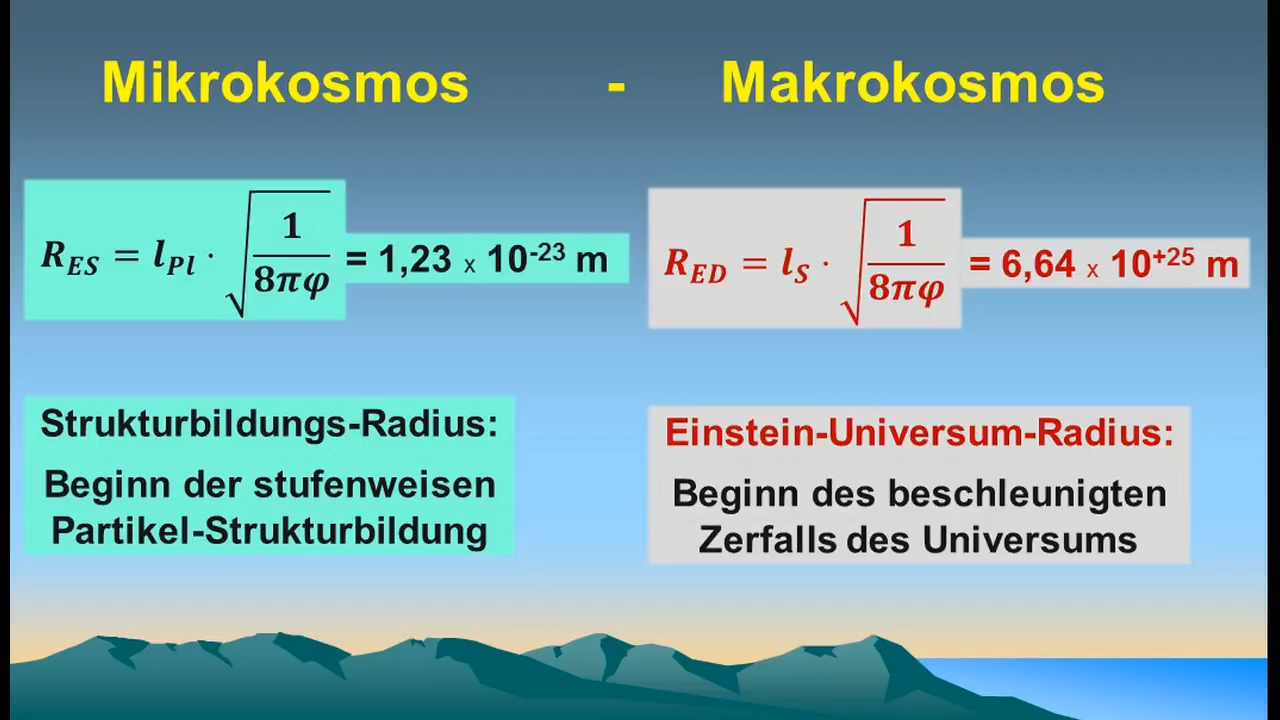 Mikrokosmos - Makrokosmos
R_ES = l_Pl · √(1/(8πφ)) = 1,23 x 10⁻²³ m
R_ED = l_S · √(1/(8πφ)) = 6,64 x 10⁺²⁵ m
Strukturbildungs-Radius:
Beginn der stufenweisen
Partikel-Strukturbildung
Einstein-Universum-Radius:
Beginn des beschleunigten
Zerfalls des Universums